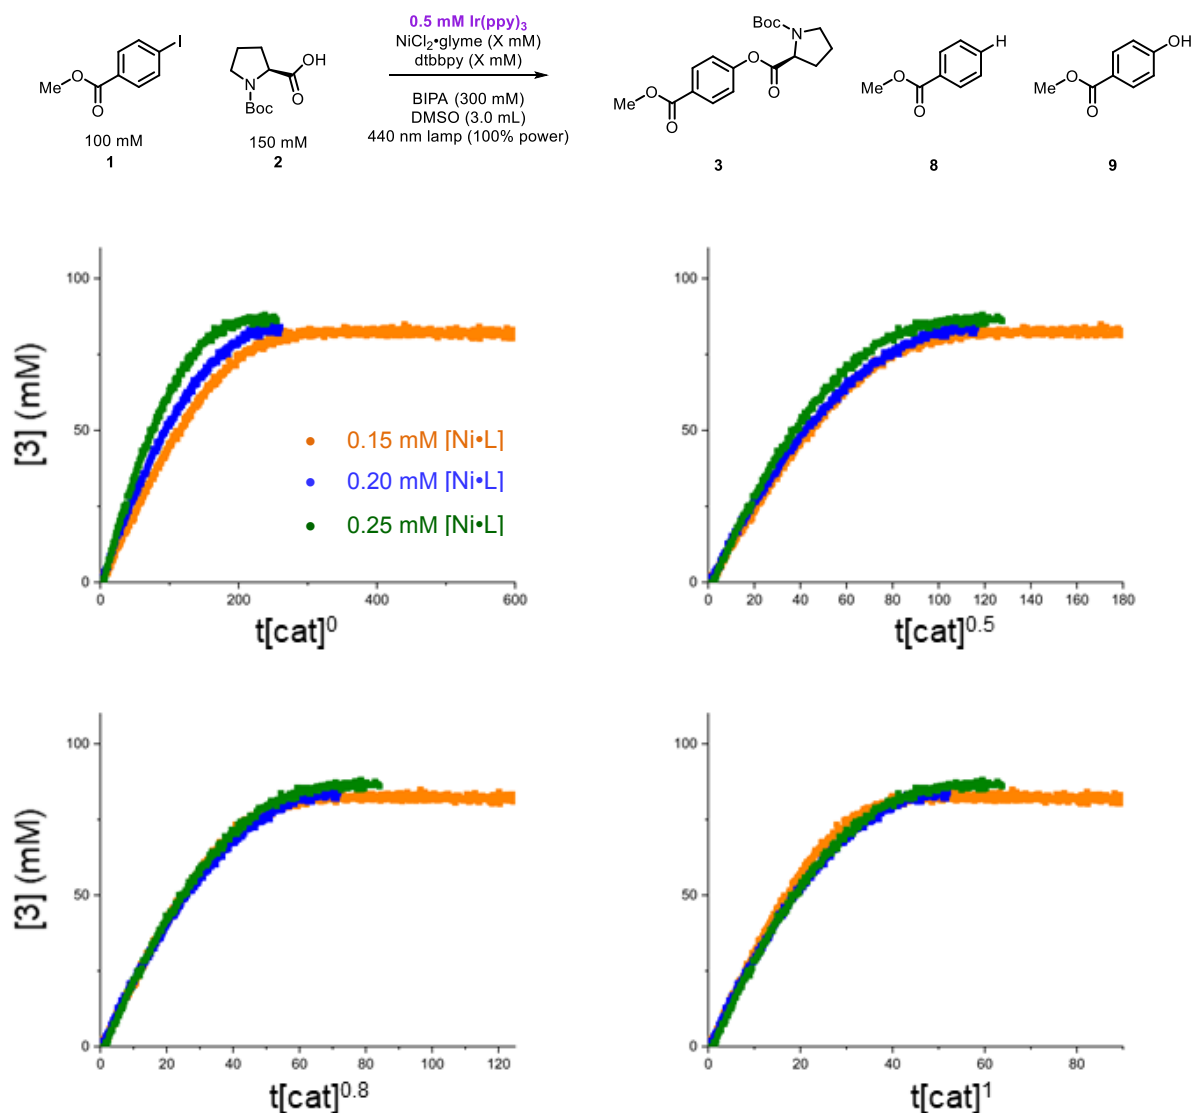 I
Me
O
O
100 mM
1
OH
N
O
Boc
150 mM
2
0.5 mM Ir(ppy)₃
NiCl₂•glyme (X mM)
dtbbpy (X mM)
BIPA (300 mM)
DMSO (3.0 mL)
440 nm lamp (100% power)
Boc
N
O
O
Me
O
O
3
H
Me
O
O
8
OH
Me
O
O
9
[3] (mM)
100
50
0
0 200 400 600
t[cat]⁰
0.15 mM [Ni•L]
0.20 mM [Ni•L]
0.25 mM [Ni•L]
100
50
0
0 20 40 60 80 100 120 140 160 180
t[cat]⁰·⁵
[3] (mM)
100
50
0
0 20 40 60 80 100 120
t[cat]⁰·⁸
100
50
0
0 20 40 60 80
t[cat]¹